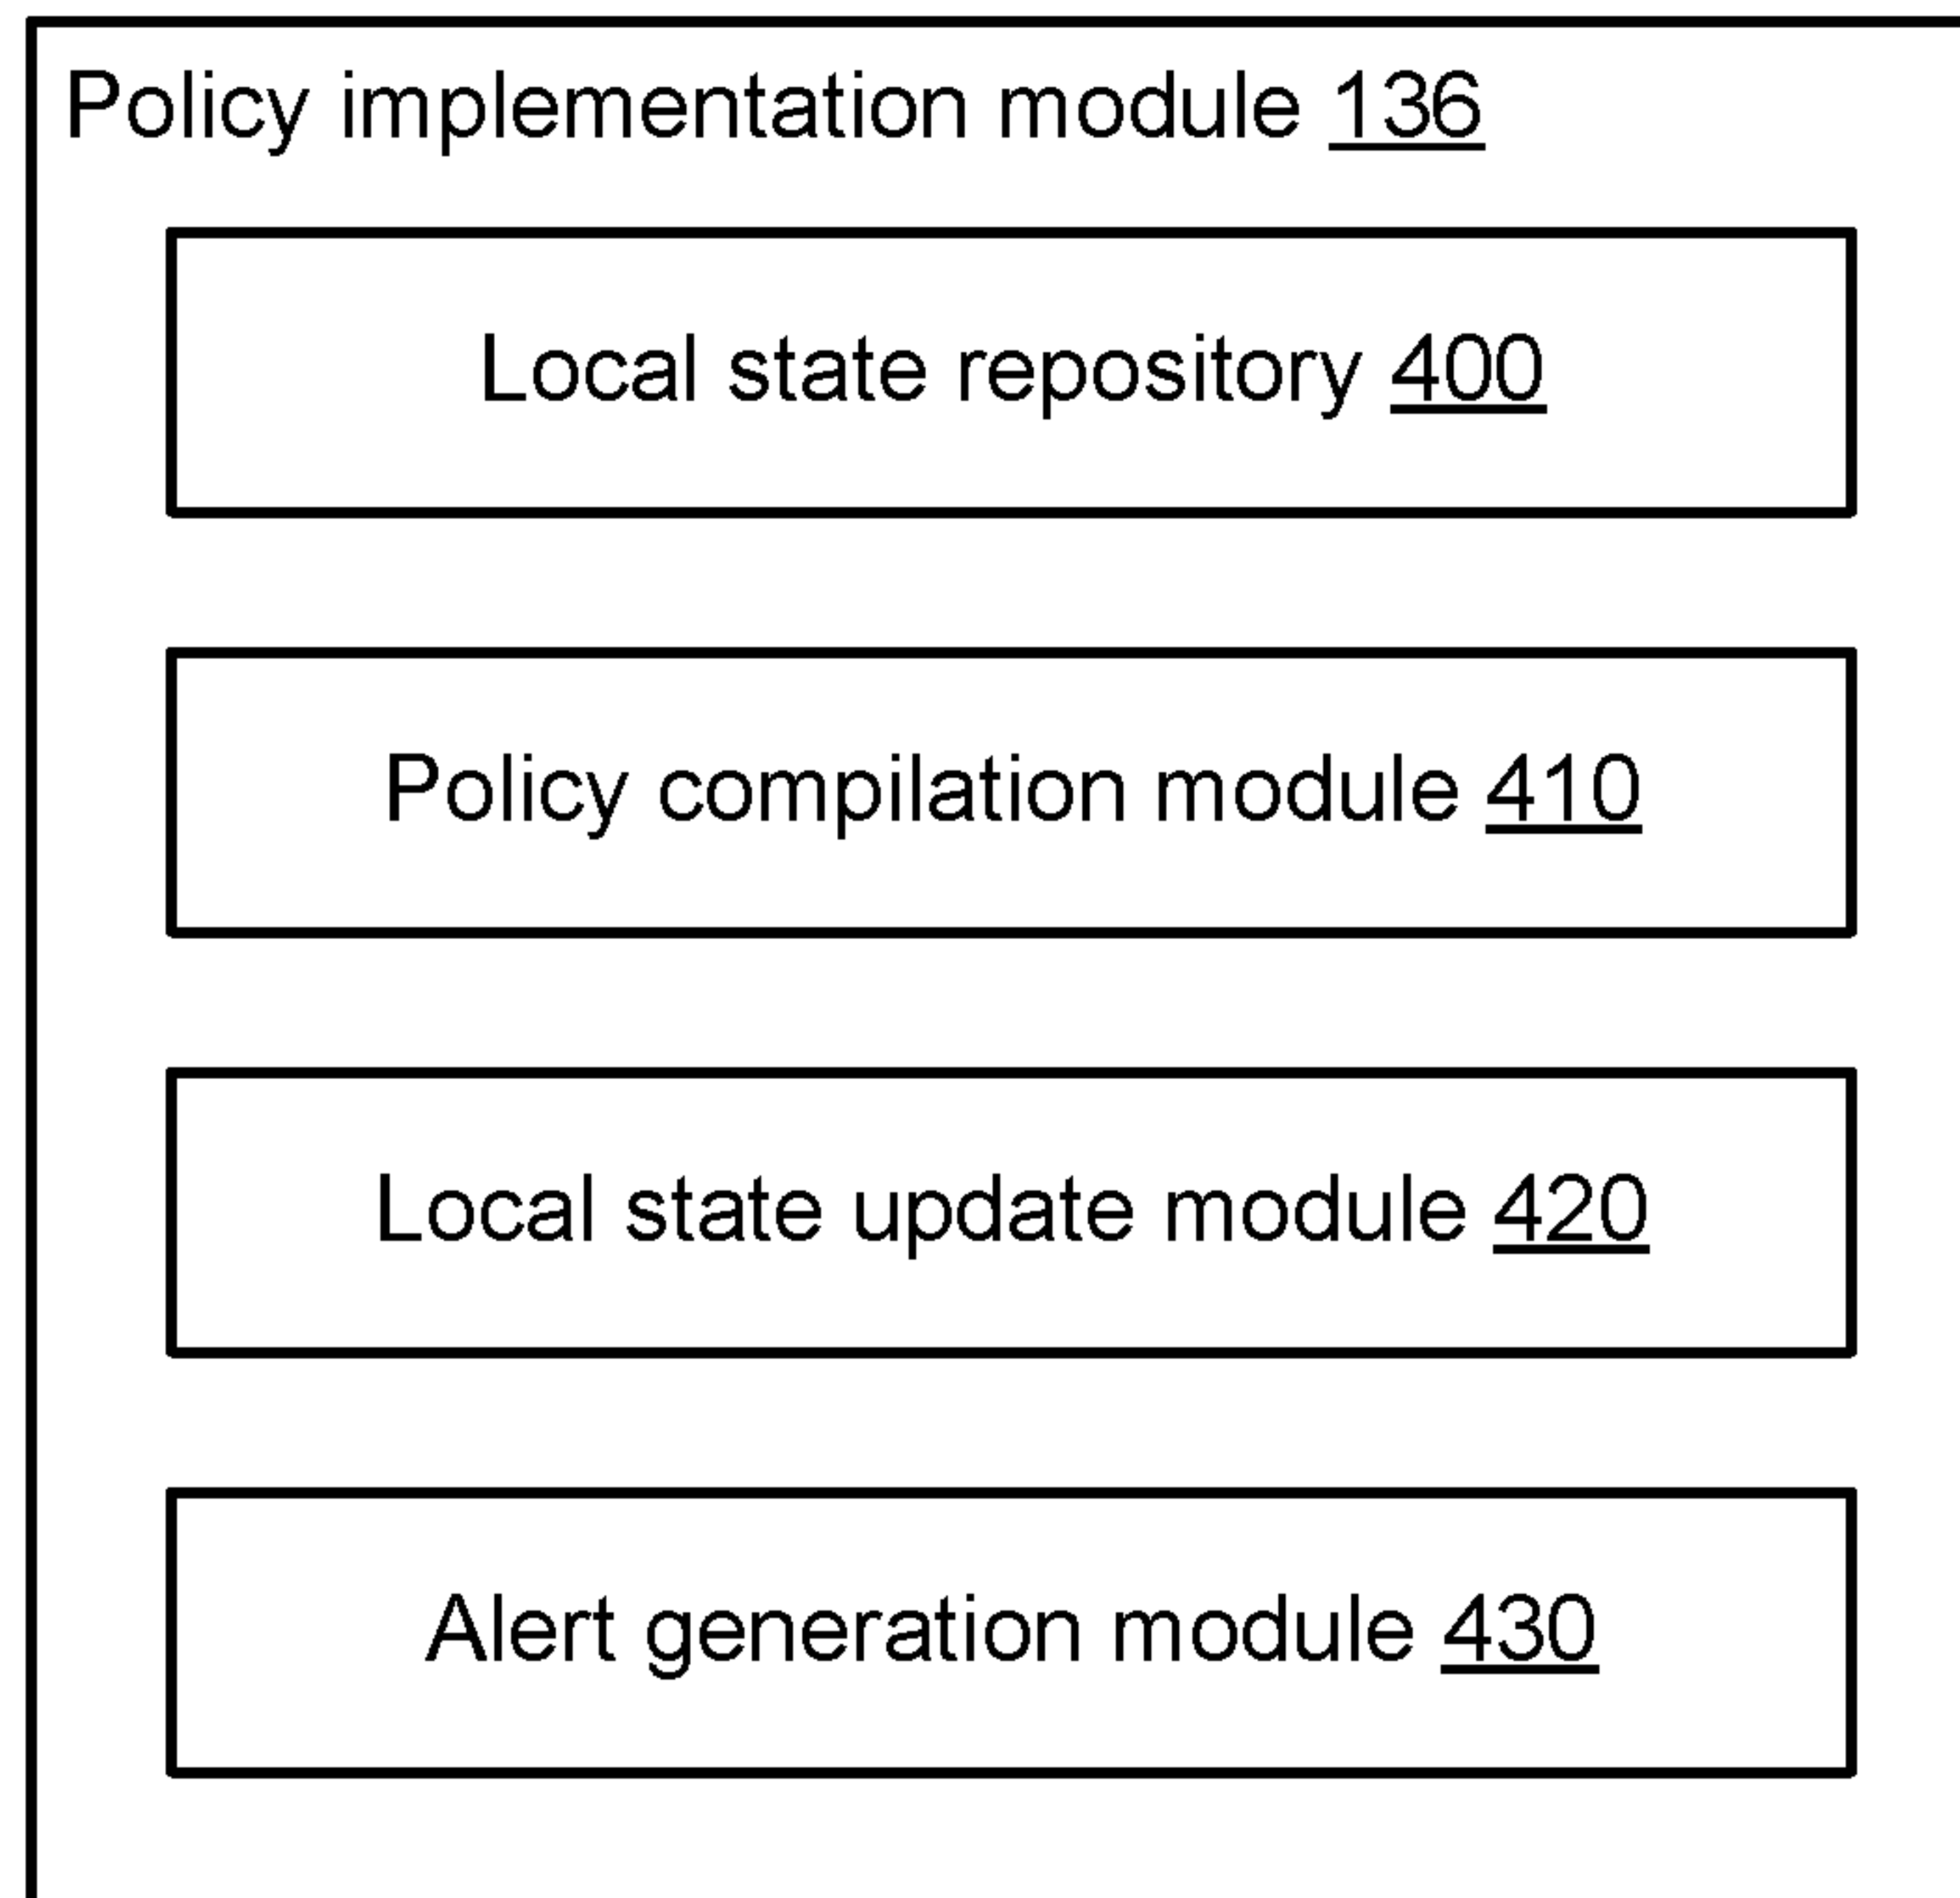 Policy implementation module 136
Local state repository 400
Policy compilation module 410
Local state update module 420
Alert generation module 430